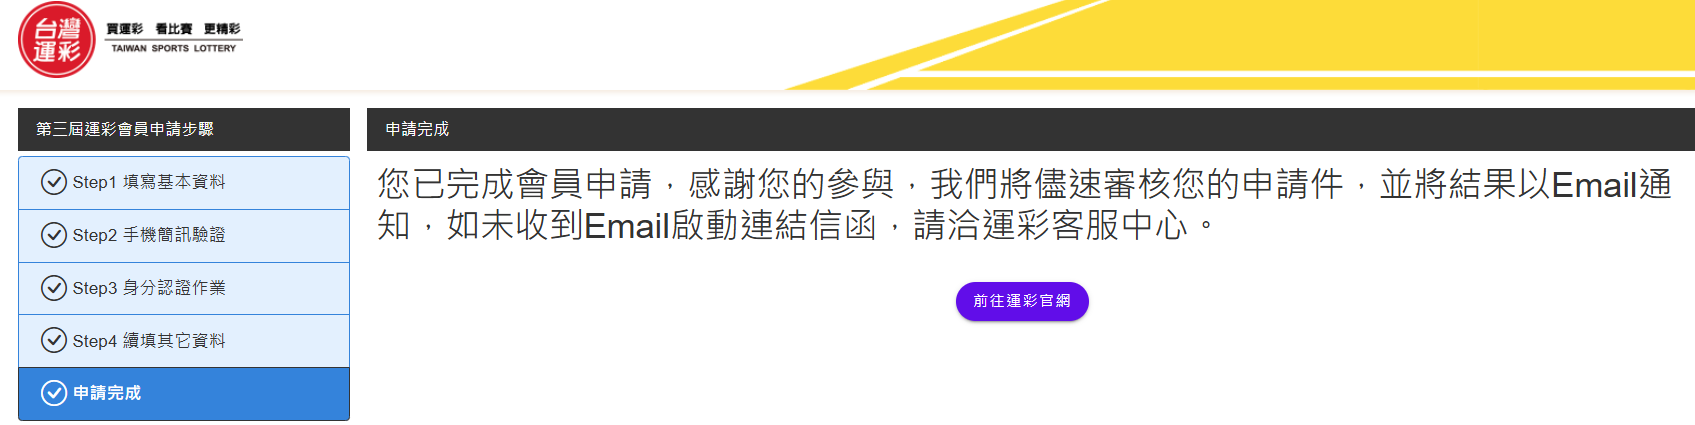 台灣
運彩
買運彩 看比賽 更精彩
TAIWAN SPORTS LOTTERY
第三屆運彩會員申請步驟
Step1 填寫基本資料
Step2 手機簡訊驗證
Step3 身分認證作業
Step4 續填其它資料
申請完成
申請完成
您已完成會員申請，感謝您的參與，我們將儘速審核您的申請件，並將結果以Email通
知，如未收到Email啟動連結信函，請洽運彩客服中心。
前往運彩官網